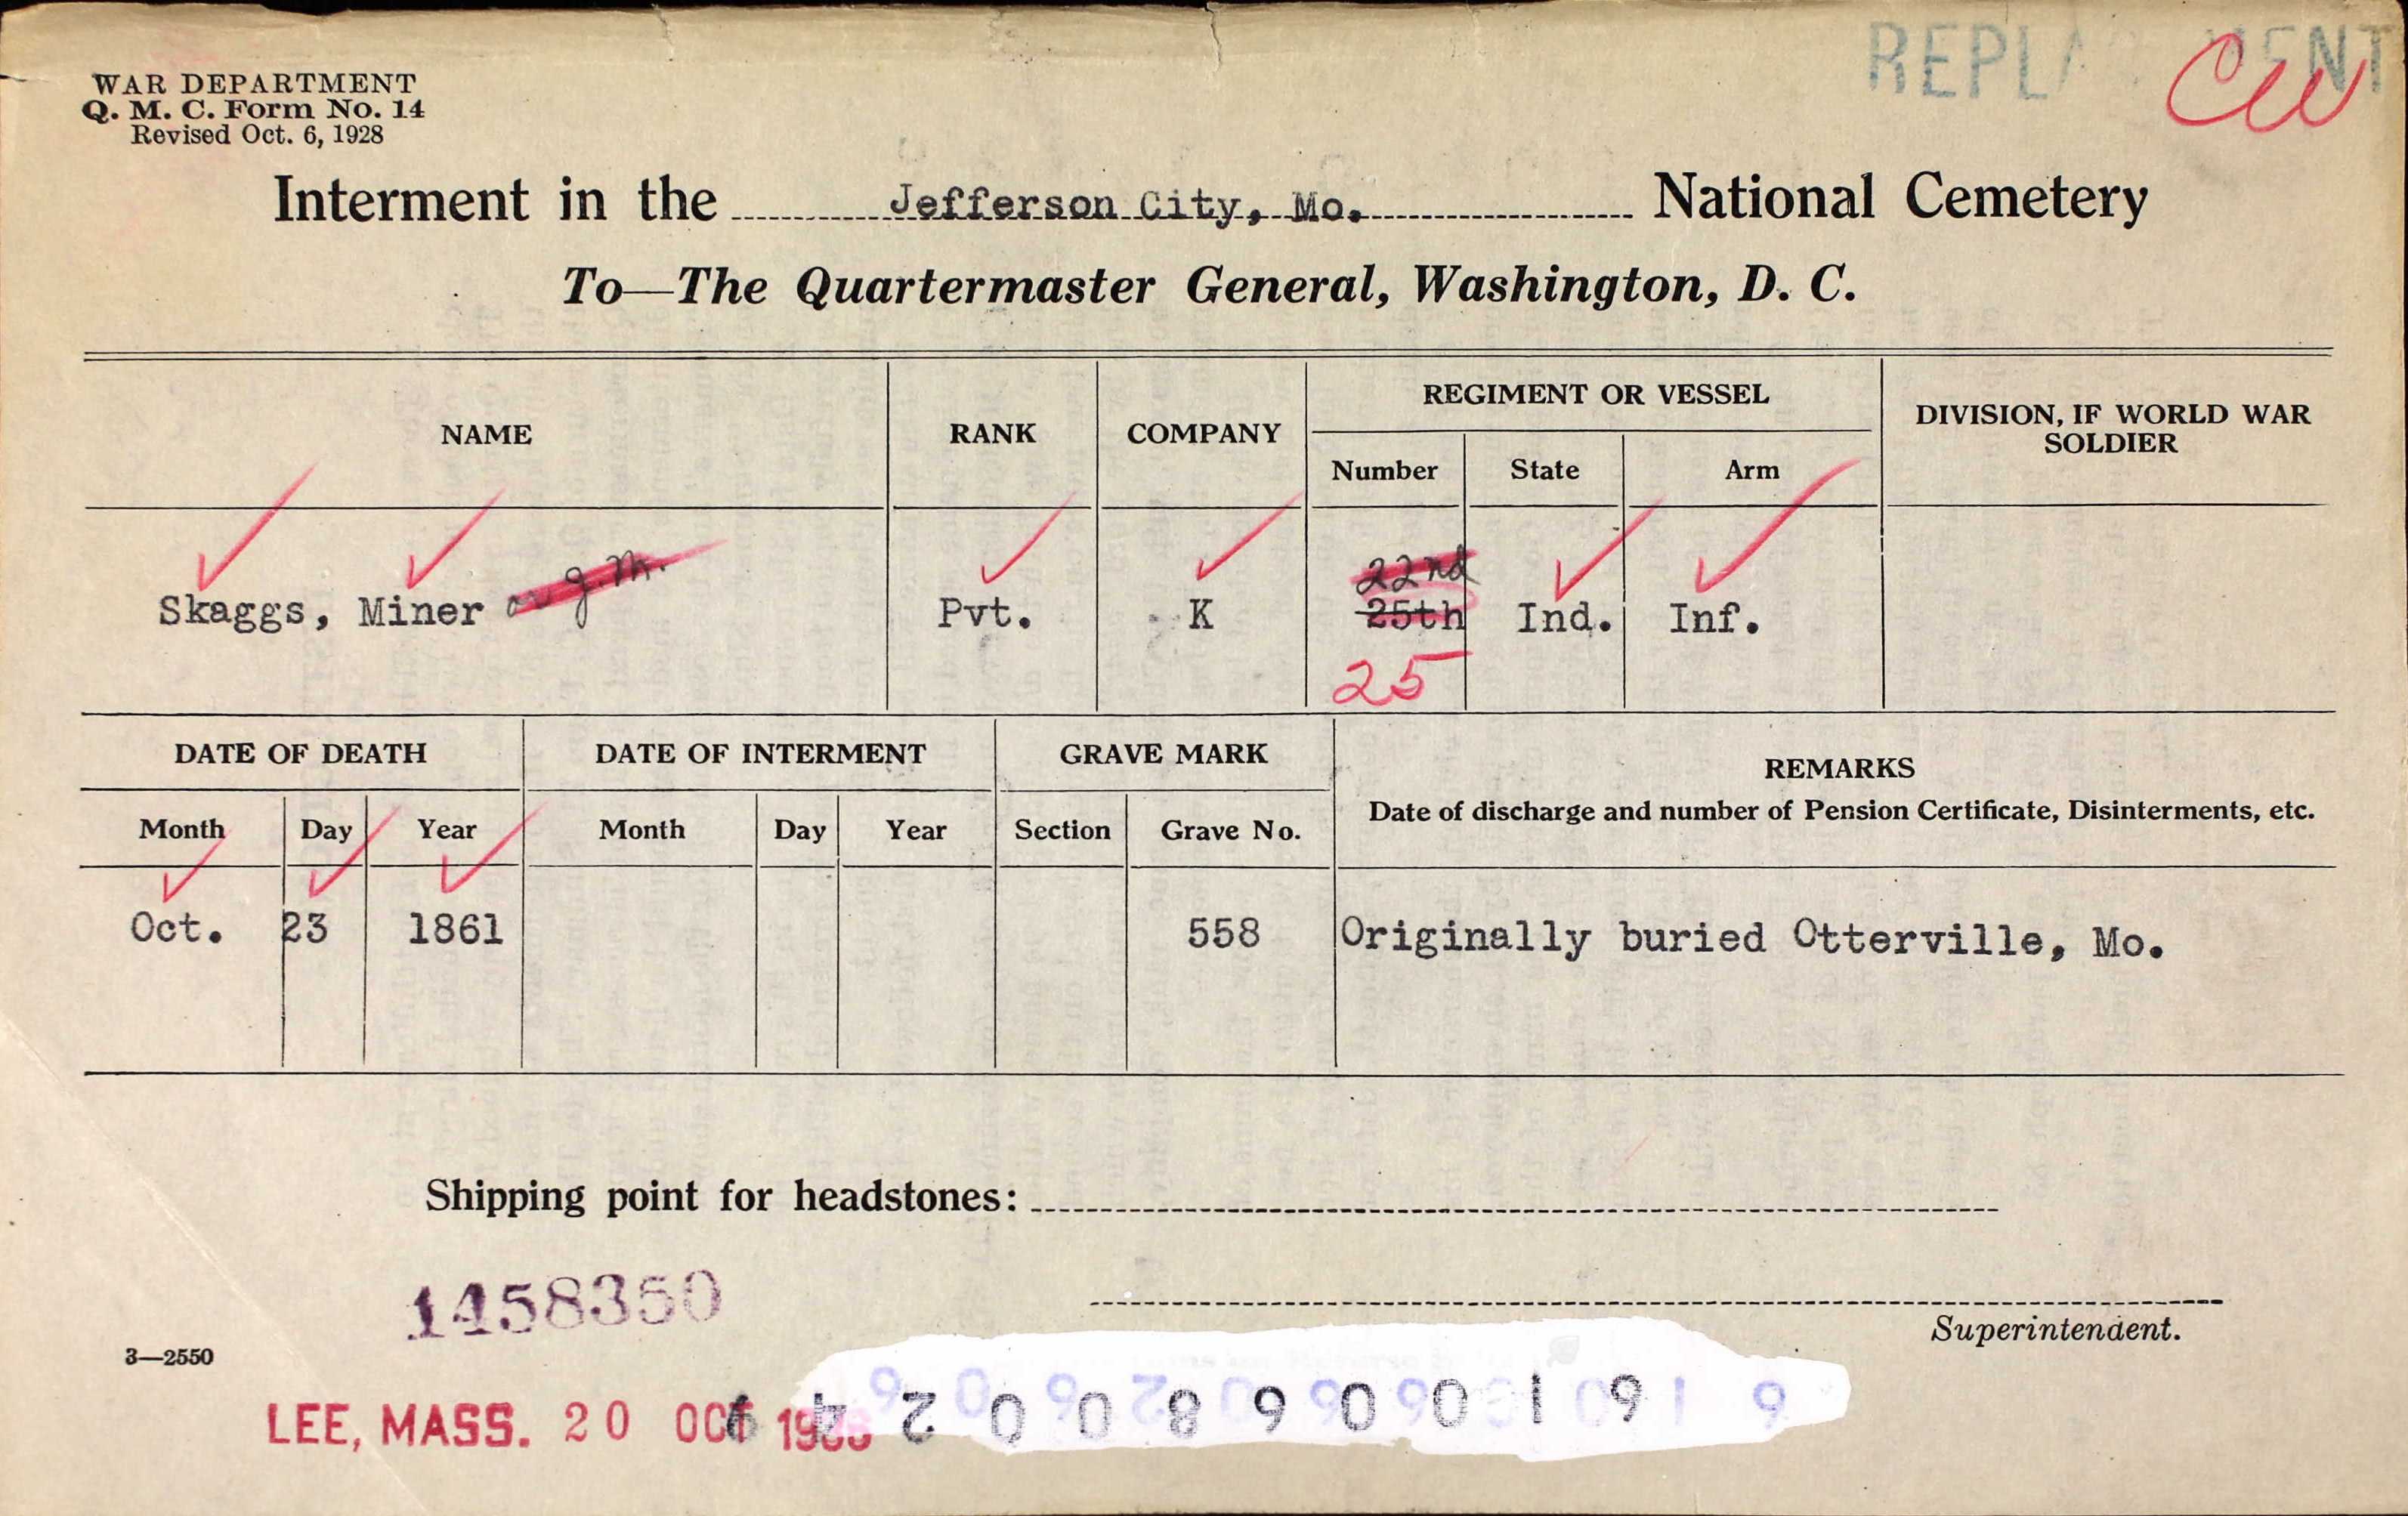 REPL MENT
CW
WAR DEPARTMENT
Q. M. C. Form No. 14
Revised Oct. 6, 1928
Interment in the Jefferson City, Mo. National Cemetery
To—The Quartermaster General, Washington, D. C.
NAME
RANK
COMPANY
REGIMENT OR VESSEL
Number State Arm
DIVISION, IF WORLD WAR
SOLDIER
22nd
Skaggs, Miner or J.M. Pvt. K 25th Ind. Inf.
25
DATE OF DEATH
DATE OF INTERMENT
GRAVE MARK
REMARKS
Date of discharge and number of Pension Certificate, Disinterments, etc.
Month Day Year Month Day Year Section Grave No.
Oct. 23 1861 558 Originally buried Otterville, Mo.
Shipping point for headstones:
1458350
Superintendent.
3—2550
LEE, MASS. 20 OCT